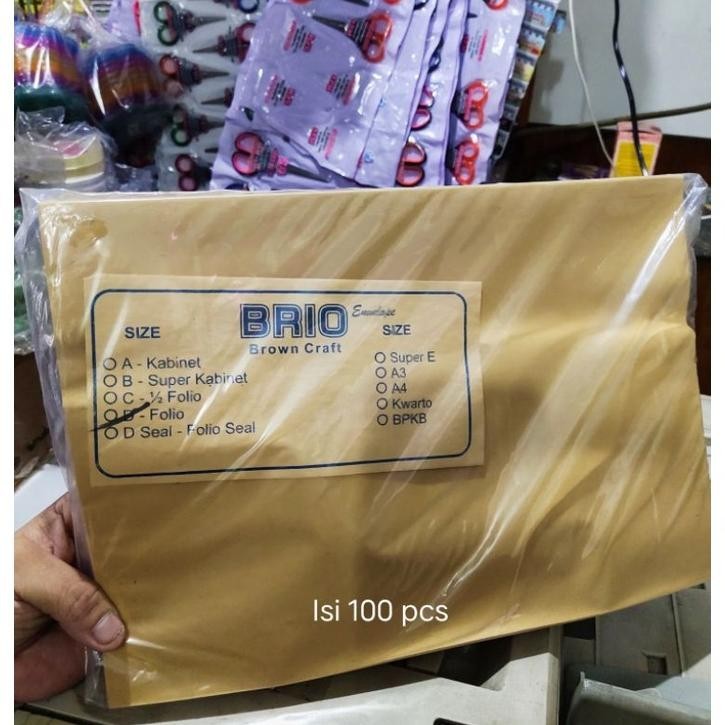 BRIO Envelope
Brown Craft
SIZE
A - Kabinet
B - Super Kabinet
C - ½ Folio
D - Folio
D Seal - Folio Seal
SIZE
Super E
A3
A4
Kwarto
BPKB
Isi 100 pcs